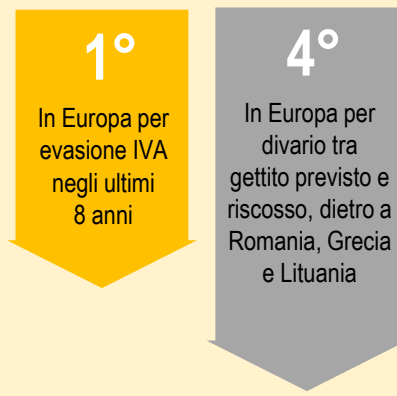 1°
In Europa per
evasione IVA
negli ultimi
8 anni
4°
In Europa per
divario tra
gettito previsto e
riscosso, dietro a
Romania, Grecia
e Lituania